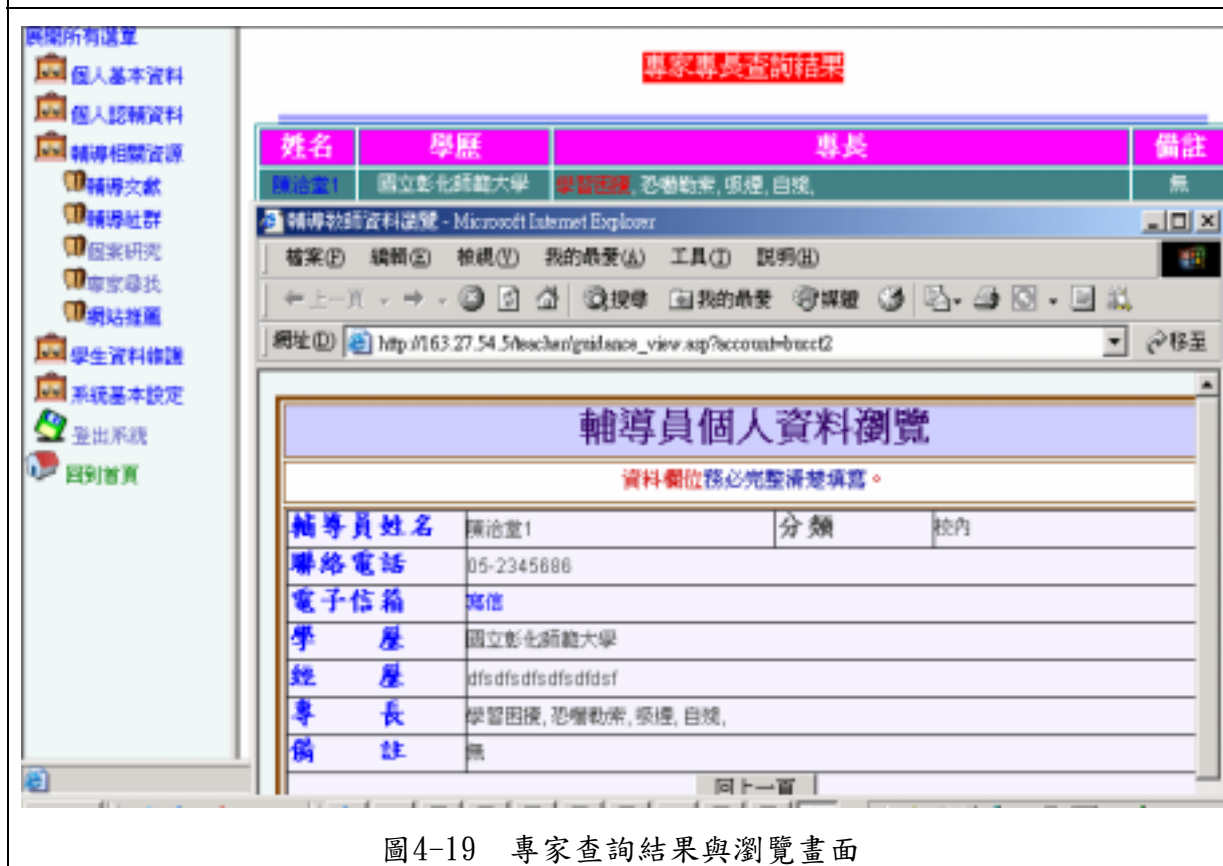 展開所有選單
個人基本資料
個人認輔資料
輔導相關資源
輔導文獻
輔導社群
個案研究
專家尋找
網站推薦
學生資料維護
系統基本設定
登出系統
回到首頁
專家專長查詢結果
姓名 學歷 專長 備註
陳治堂1 國立彰化師範大學 學習困擾, 恐嚇勒索, 吸煙, 自殘, 無
輔導教師資料瀏覽 - Microsoft Internet Explorer
檔案(F) 編輯(E) 檢視(V) 我的最愛(A) 工具(T) 說明(H)
上一頁 搜尋 我的最愛 媒體
網址(D) http://163.27.54.5/teacher/guidance_view.asp?account=bucct2 移至
輔導員個人資料瀏覽
資料欄位務必完整清楚填寫。
輔導員姓名 陳治堂1 分類 校內
聯絡電話 05-2345686
電子信箱 寫信
學 歷 國立彰化師範大學
經 歷 dfsdfsdfsdfsdfdsf
專 長 學習困擾, 恐嚇勒索, 吸煙, 自殘,
備 註 無
回上一頁
圖4-19 專家查詢結果與瀏覽畫面